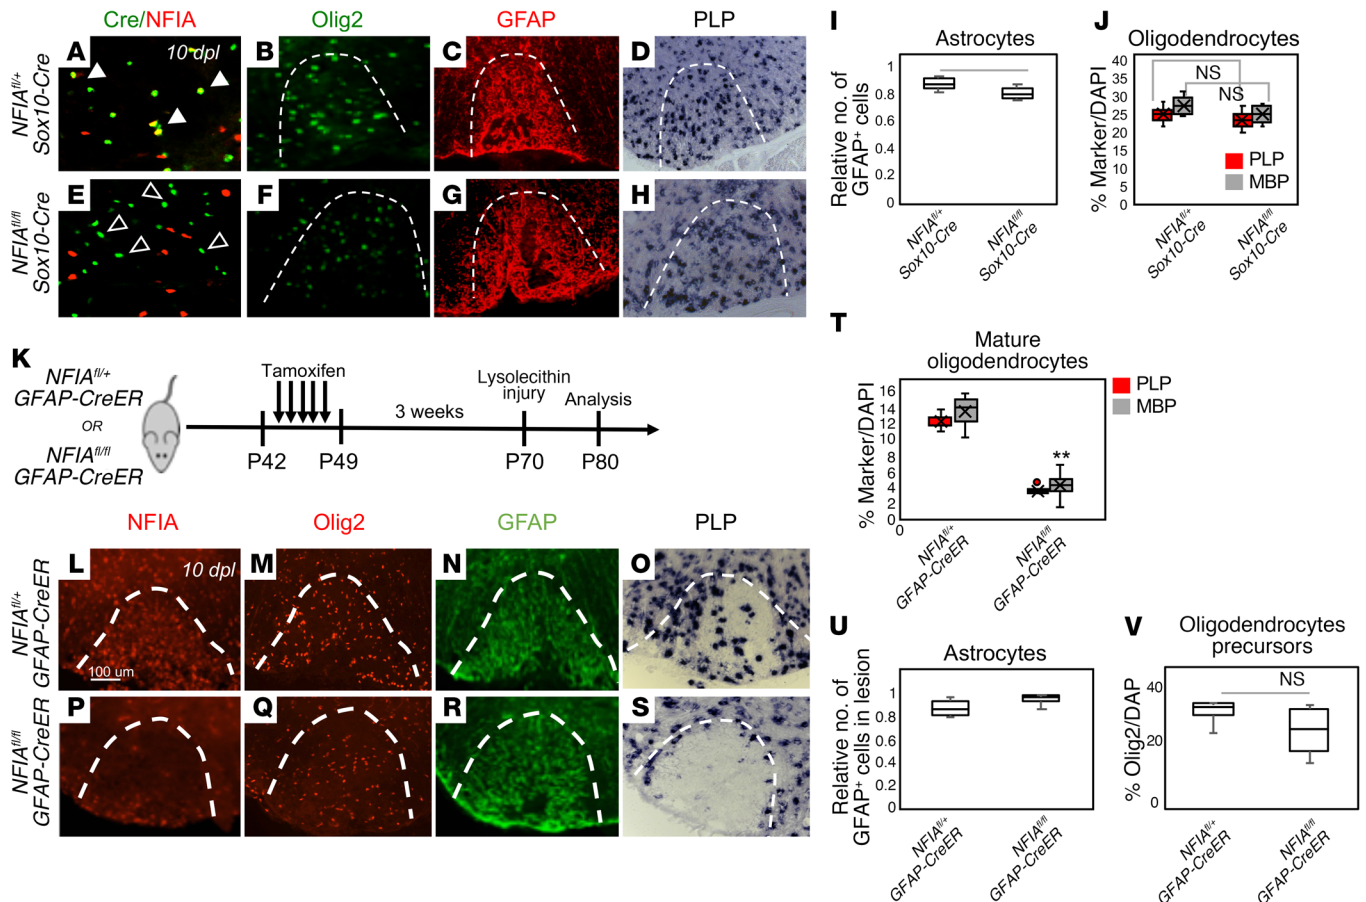 Cre/NFIA
Olig2
GFAP
PLP
NFIAfl/+
Sox10-Cre
A
10 dpl
B
C
D
NFIAfl/fl
Sox10-Cre
E
F
G
H
I
Astrocytes
Relative no. of
GFAP+ cells
1
0.8
0.6
0.4
0.2
0
NFIAfl/+
Sox10-Cre
NFIAfl/fl
Sox10-Cre
J
Oligodendrocytes
% Marker/DAPI
40
35
30
25
20
15
10
5
0
NS
NS
PLP
MBP
NFIAfl/+
Sox10-Cre
NFIAfl/fl
Sox10-Cre
K
NFIAfl/+
GFAP-CreER
OR
NFIAfl/fl
GFAP-CreER
Tamoxifen
3 weeks
Lysolecithin
injury
Analysis
P42
P49
P70
P80
T
Mature
oligodendrocytes
% Marker/DAPI
16
14
12
10
8
6
4
2
0
0
**
PLP
MBP
NFIAfl/+
GFAP-CreER
NFIAfl/fl
GFAP-CreER
NFIA
Olig2
GFAP
PLP
NFIAfl/+
GFAP-CreER
L
10 dpl
100 um
M
N
O
NFIAfl/fl
GFAP-CreER
P
Q
R
S
U
Astrocytes
Relative no. of
GFAP+ cells in lesion
1
0.8
0.6
0.4
0.2
0
NFIAfl/+
GFAP-CreER
NFIAfl/fl
GFAP-CreER
V
Oligodendrocytes
precursors
% Olig2/DAP
40
20
0
NS
NFIAfl/+
GFAP-CreER
NFIAfl/fl
GFAP-CreER